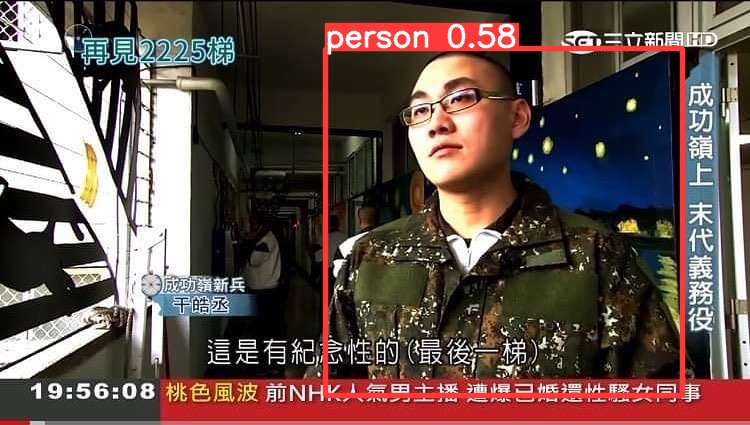 person 0.58
再見2225梯
SET 三立新聞HD
成功嶺上 末代義務役
成功嶺新兵
干皓丞
這是有紀念性的(最後一梯)
19:56:08 桃色風波 前NHK人氣男主播 遭爆已婚還性騷女同事